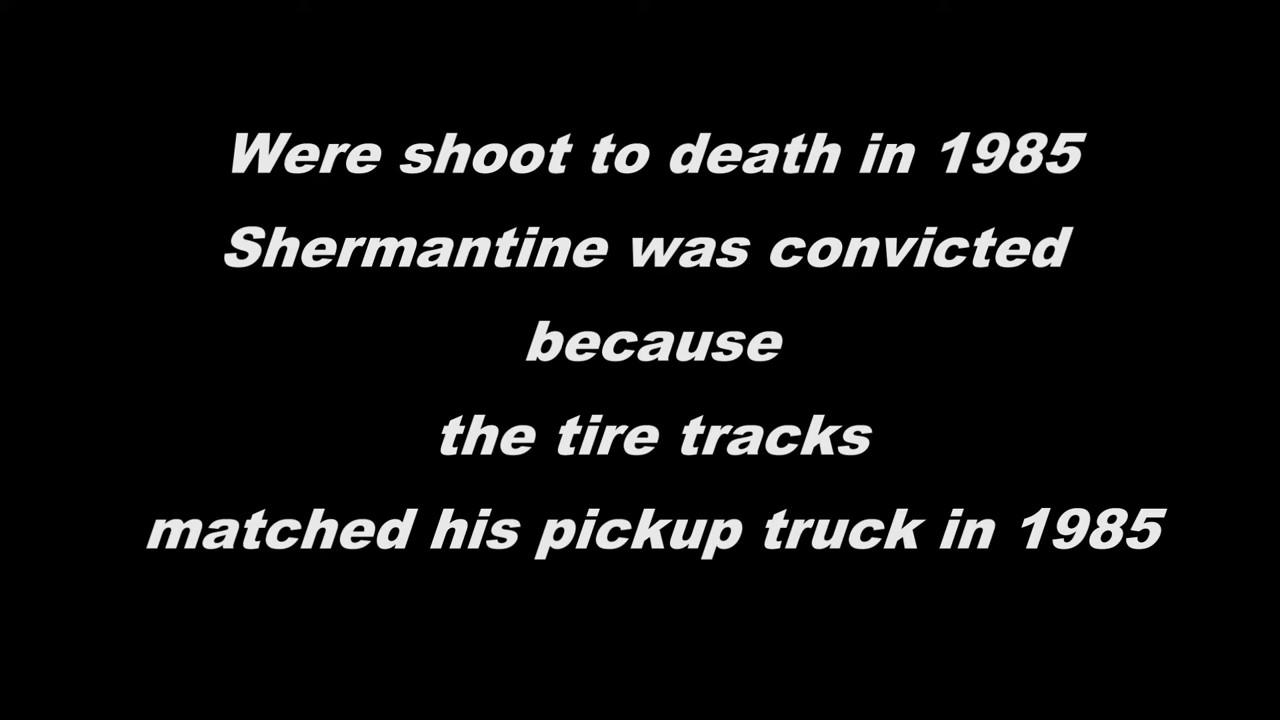 Were shoot to death in 1985
Shermantine was convicted
because
the tire tracks
matched his pickup truck in 1985